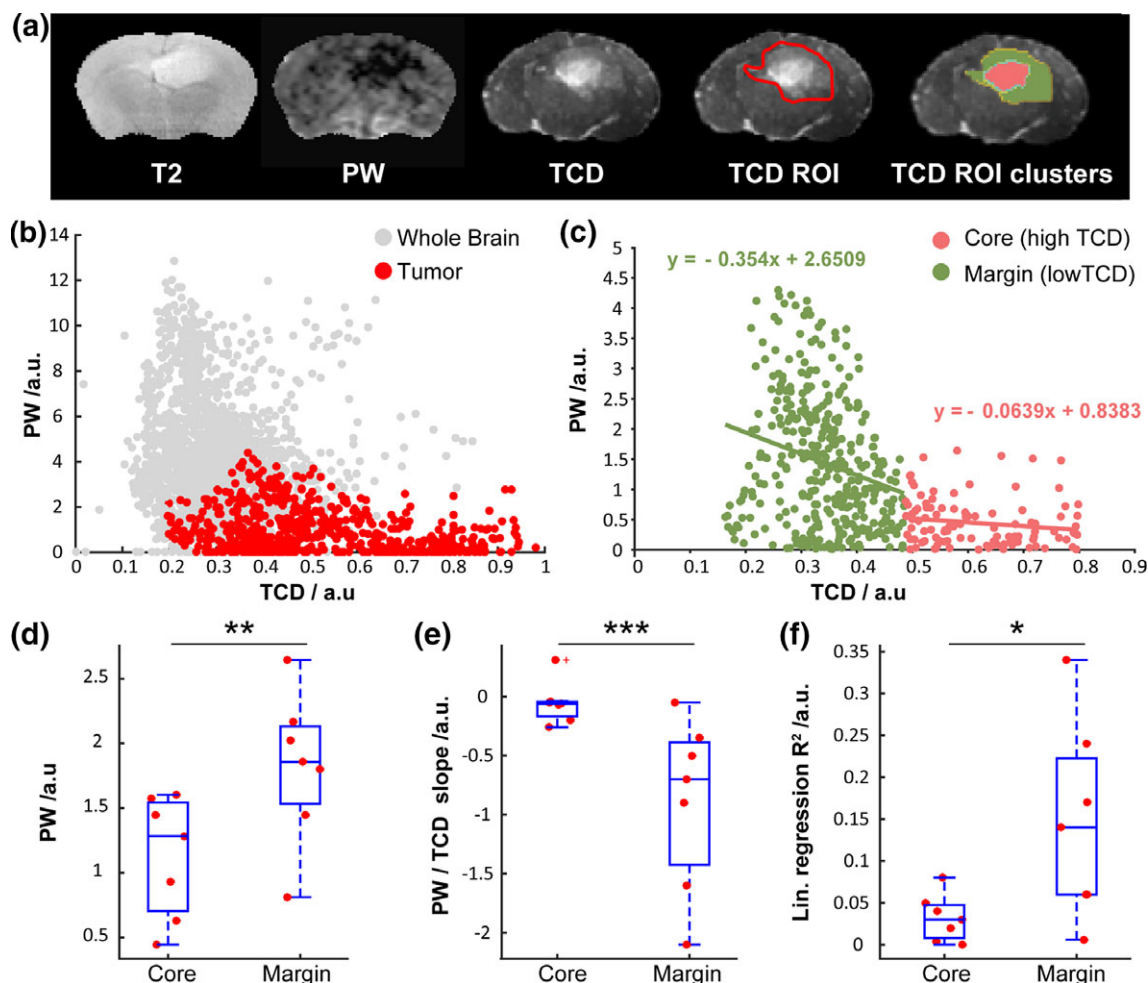 (a)
T2 PW TCD TCD ROI TCD ROI clusters
(b)
14
12
10
8
6
4
2
0
PW /a.u.
Whole Brain
Tumor
0 0.1 0.2 0.3 0.4 0.5 0.6 0.7 0.8 0.9 1
TCD / a.u
(c)
5
4.5
4
3.5
3
2.5
2
1.5
1
0.5
0
PW /a.u.
Core (high TCD)
Margin (lowTCD)
y = - 0.354x + 2.6509
y = - 0.0639x + 0.8383
0 0.1 0.2 0.3 0.4 0.5 0.6 0.7 0.8 0.9
TCD / a.u
(d)
**
2.5
2
1.5
1
0.5
PW /a.u
Core Margin
(e)
***
0
-0.5
-1
-1.5
-2
PW / TCD slope /a.u.
+
Core Margin
(f)
*
0.35
0.3
0.25
0.2
0.15
0.1
0.05
0
Lin. regression R² /a.u.
Core Margin